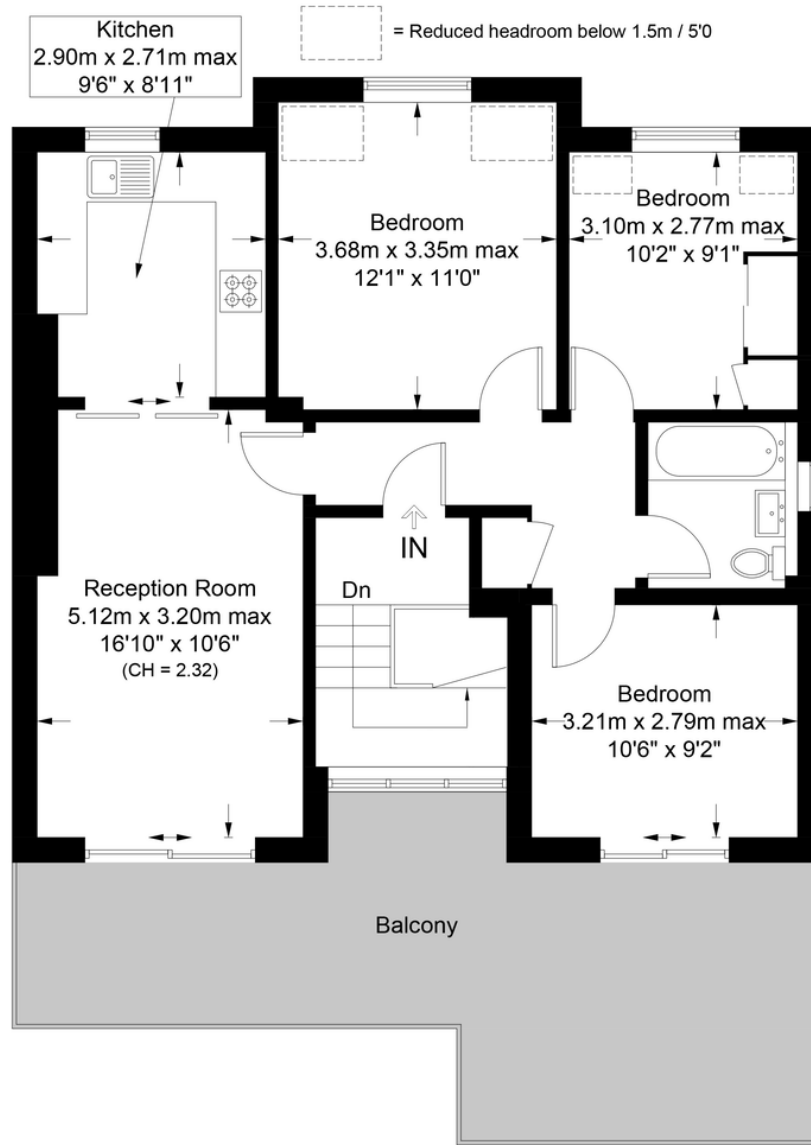 Kitchen
2.90m x 2.71m max
9'6" x 8'11"
= Reduced headroom below 1.5m / 5'0
Bedroom
3.68m x 3.35m max
12'1" x 11'0"
Bedroom
3.10m x 2.77m max
10'2" x 9'1"
IN
Dn
Reception Room
5.12m x 3.20m max
16'10" x 10'6"
(CH = 2.32)
Bedroom
3.21m x 2.79m max
10'6" x 9'2"
Balcony